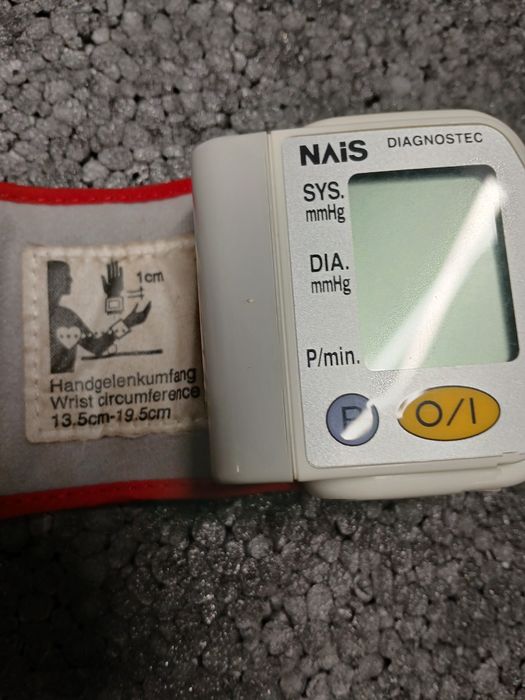 NAiS DIAGNOSTEC
SYS.
mmHg
DIA.
mmHg
P/min.
O/I
1cm
Handgelenkumfang
Wrist circumference
13.5cm-19.5cm